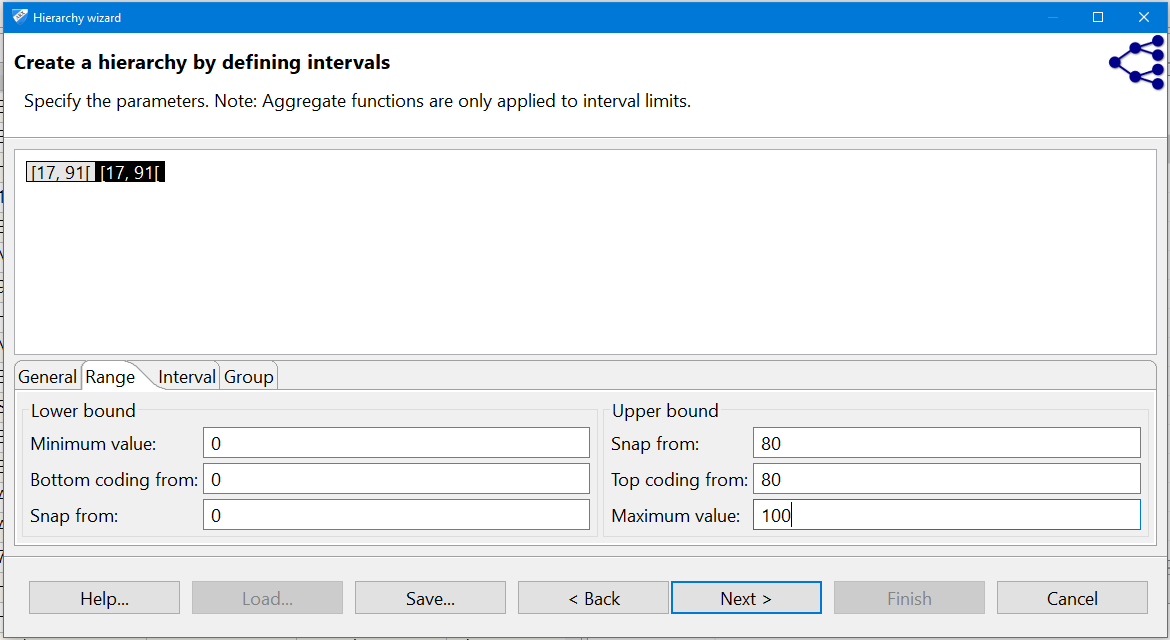 Hierarchy wizard
Create a hierarchy by defining intervals
Specify the parameters. Note: Aggregate functions are only applied to interval limits.
[17, 91[ [17, 91[
General Range Interval Group
Lower bound
Minimum value: 0
Bottom coding from: 0
Snap from: 0
Upper bound
Snap from: 80
Top coding from: 80
Maximum value: 100
Help... Load... Save... < Back Next > Finish Cancel